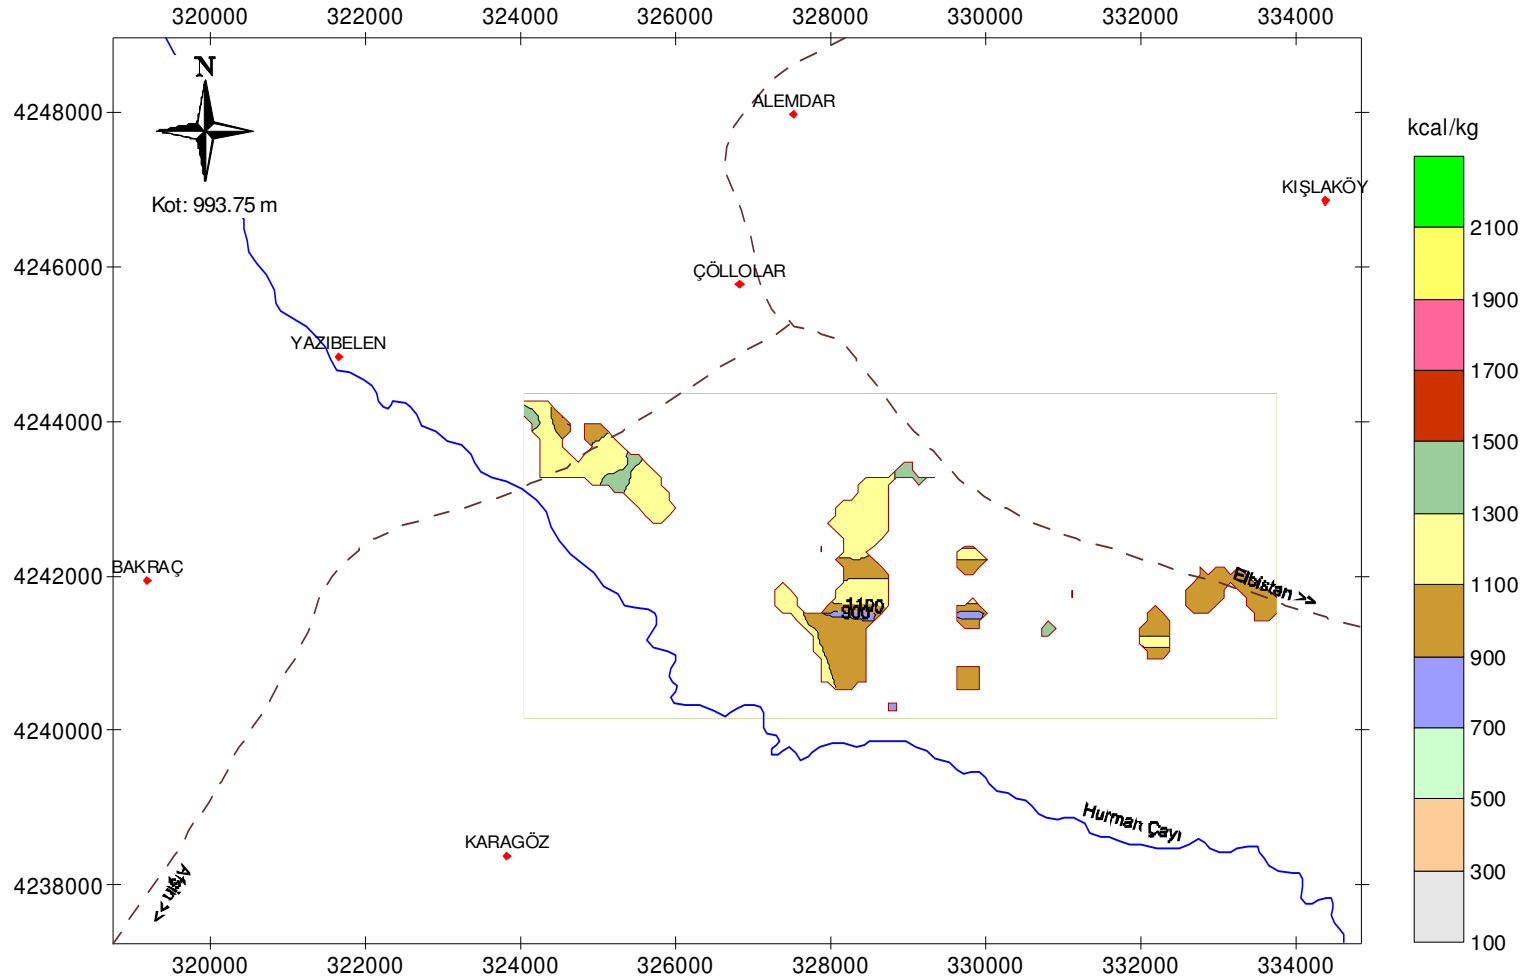 320000 322000 324000 326000 328000 330000 332000 334000
N
ALEMDAR
4248000
kcal/kg
KIŞLAKÖY
Kot: 993.75 m
2100
4246000
ÇÖLLOLAR
1900
YAZIBELEN
1700
4244000
1500
1300
4242000
BAKRAÇ
Elbistan >>
1100
1100
900
900
4240000
700
500
Hurman Çayı
KARAGÖZ
4238000
Afşin >>
300
100
320000 322000 324000 326000 328000 330000 332000 334000